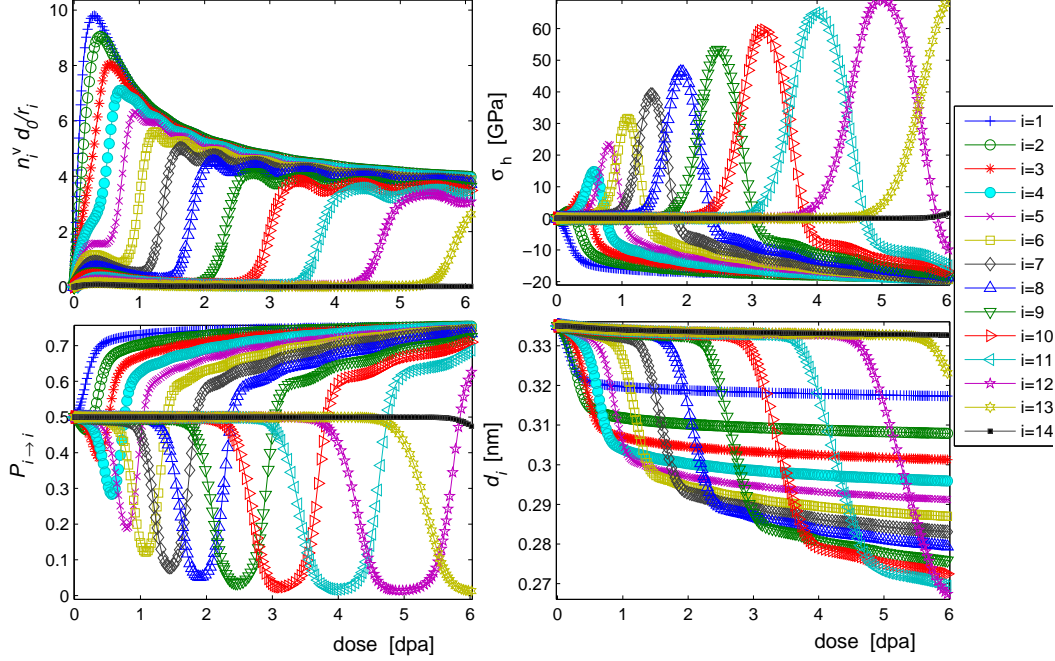 n_i^v d_0/r_i
10
8
6
4
2
0
0 1 2 3 4 5 6
σ_h [GPa]
60
50
40
30
20
10
0
−10
−20
0 1 2 3 4 5 6
i=1
i=2
i=3
i=4
i=5
i=6
i=7
i=8
i=9
i=10
i=11
i=12
i=13
i=14
P_{i→i}
0.7
0.6
0.5
0.4
0.3
0.2
0.1
0
0 1 2 3 4 5 6
dose [dpa]
d_i [nm]
0.33
0.32
0.31
0.3
0.29
0.28
0.27
0 1 2 3 4 5 6
dose [dpa]